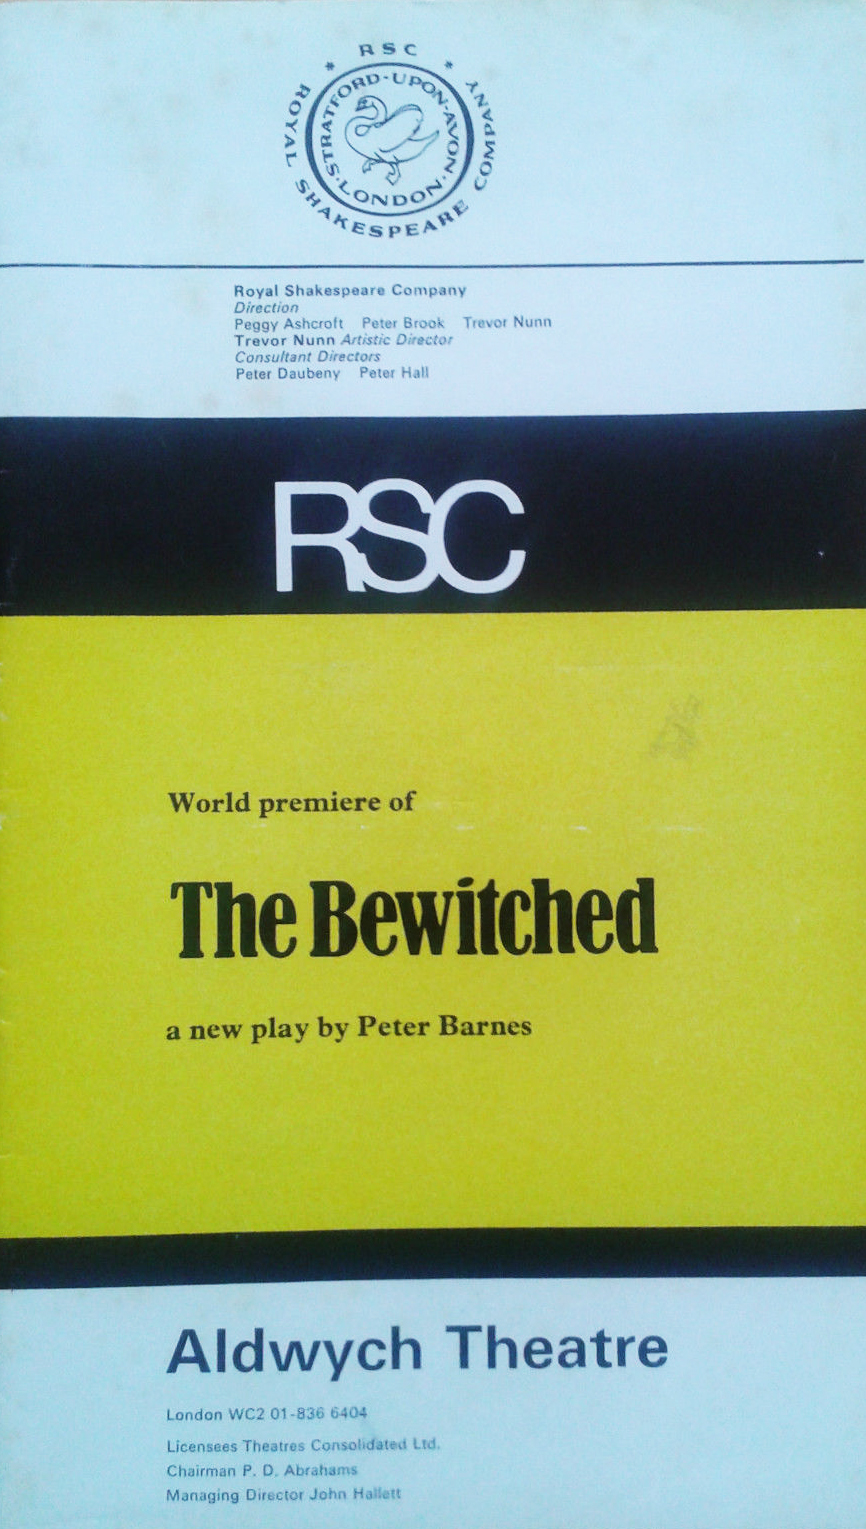 RSC
ROYAL SHAKESPEARE COMPANY
STRATFORD-UPON-AVON · LONDON ·
Royal Shakespeare Company
Direction
Peggy Ashcroft Peter Brook Trevor Nunn
Trevor Nunn Artistic Director
Consultant Directors
Peter Daubeny Peter Hall
RSC
World premiere of
The Bewitched
a new play by Peter Barnes
Aldwych Theatre
London WC2 01-836 6404
Licensees Theatres Consolidated Ltd.
Chairman P. D. Abrahams
Managing Director John Hallett